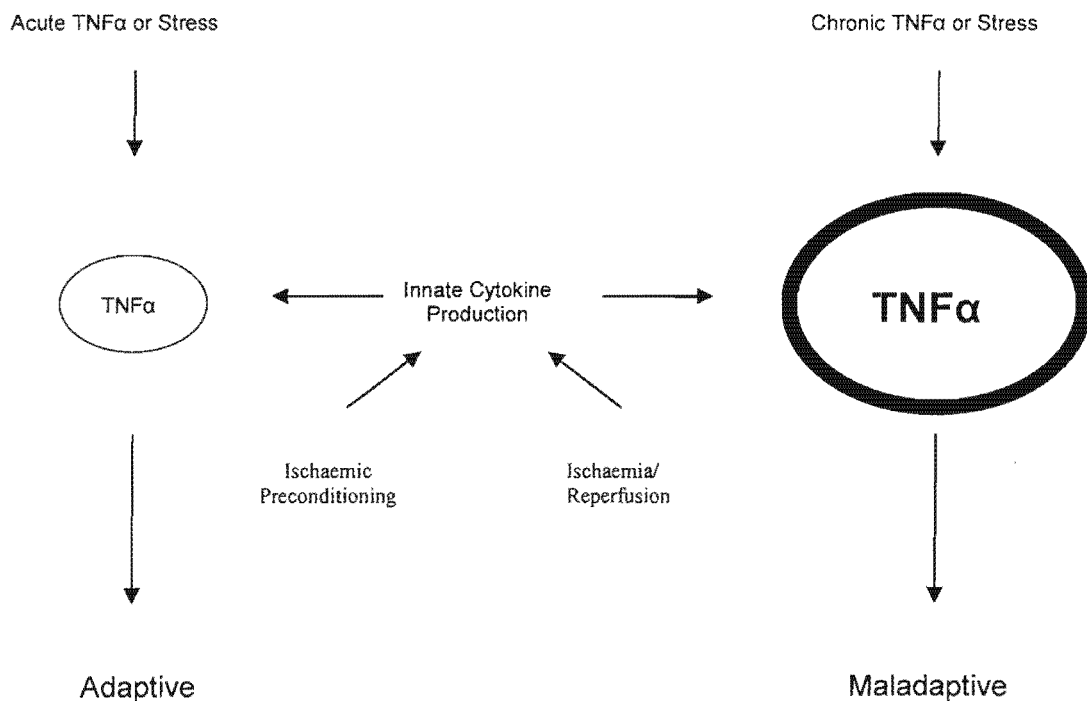 Acute TNFα or Stress
Chronic TNFα or Stress
TNFα
Innate Cytokine
Production
TNFα
Ischaemic
Preconditioning
Ischaemia/
Reperfusion
Adaptive
Maladaptive